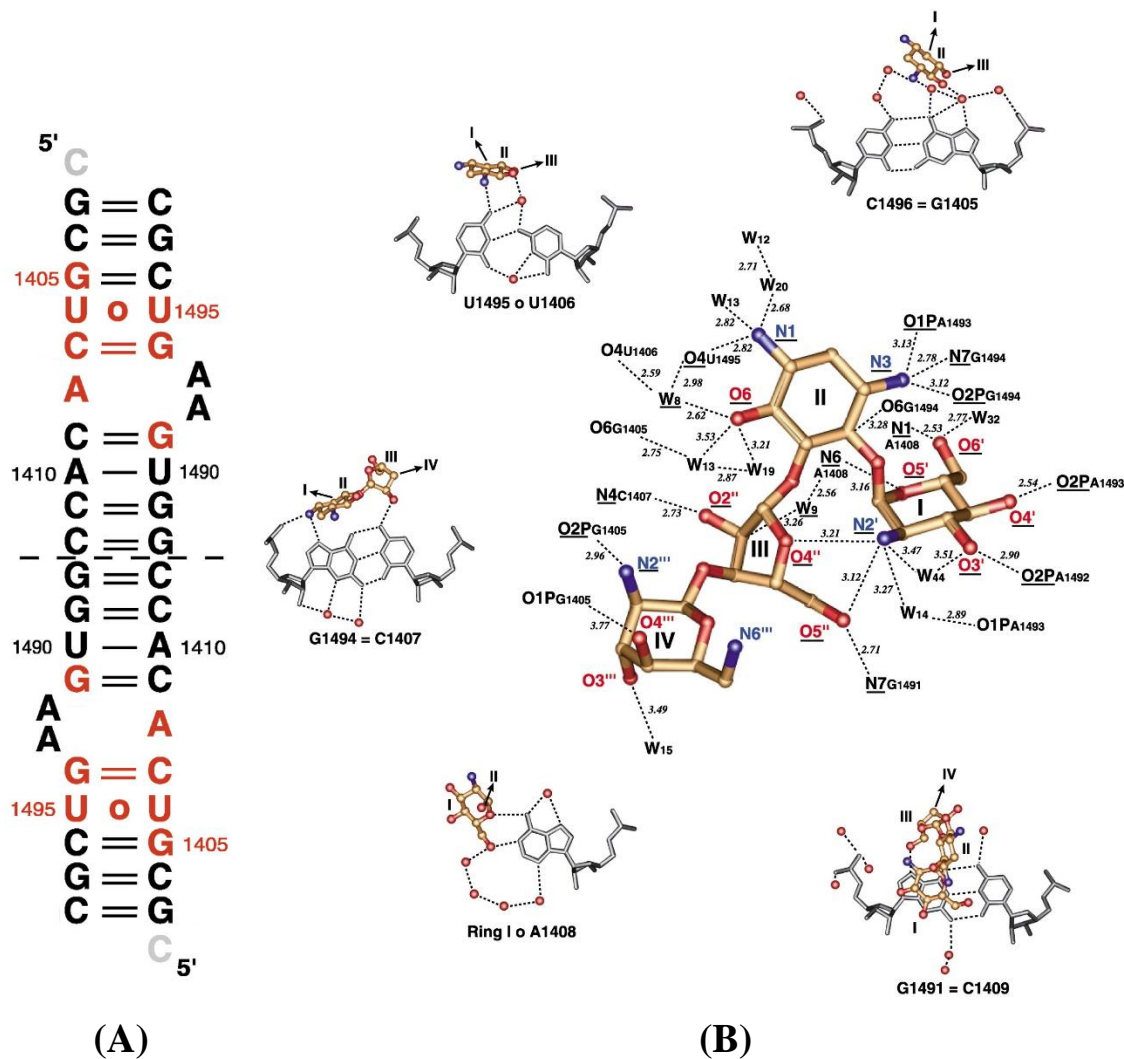 5'
C
G = C
C = G
1405 G = C
U o U 1495
C = G
A
A
A
C = G
1410 A — U 1490
C = G
C = G
G = C
G = C
1490 U — A 1410
G = C
A
A
A
G = C
1495 U o U
C = G 1405
G = C
C = G
C
5'
(A)
I
II
III
C1496 = G1405
I
II
III
U1495 o U1406
I
II
III
IV
G1494 = C1407
W12
2.71
W20
W13
2.82
2.68
N1
O4U1406
O4U1495
2.82
2.59
2.98
W8
2.62
O6
II
N3
O1PA1493
3.13
2.78
N7G1494
3.12
O2PG1494
O6G1494
3.28
N1
A1408
2.53
2.77
W32
O6'
O6G1405
2.75
3.53
3.21
W13
2.87
W19
N6
A1408
3.16
O5'
I
2.54
O2PA1493
O4'
N4C1407
2.73
O2''
2.56
W9
3.26
III
O4''
3.21
N2'
3.47
3.51
O3'
2.90
W44
O2PA1492
O2PG1405
2.96
N2'''
3.12
3.27
W14
2.89
O1PA1493
O1PG1405
3.77
O4'''
IV
N6'''
O5''
2.71
N7G1491
O3'''
3.49
W15
I
II
Ring I o A1408
IV
III
II
I
G1491 = C1409
(B)